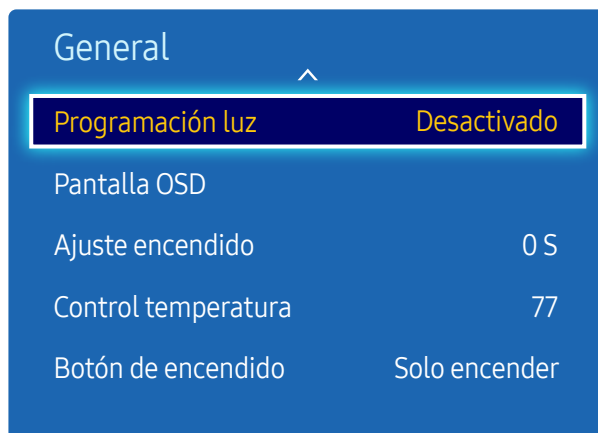 General
Programación luz Desactivado
Pantalla OSD
Ajuste encendido 0 S
Control temperatura 77
Botón de encendido Solo encender